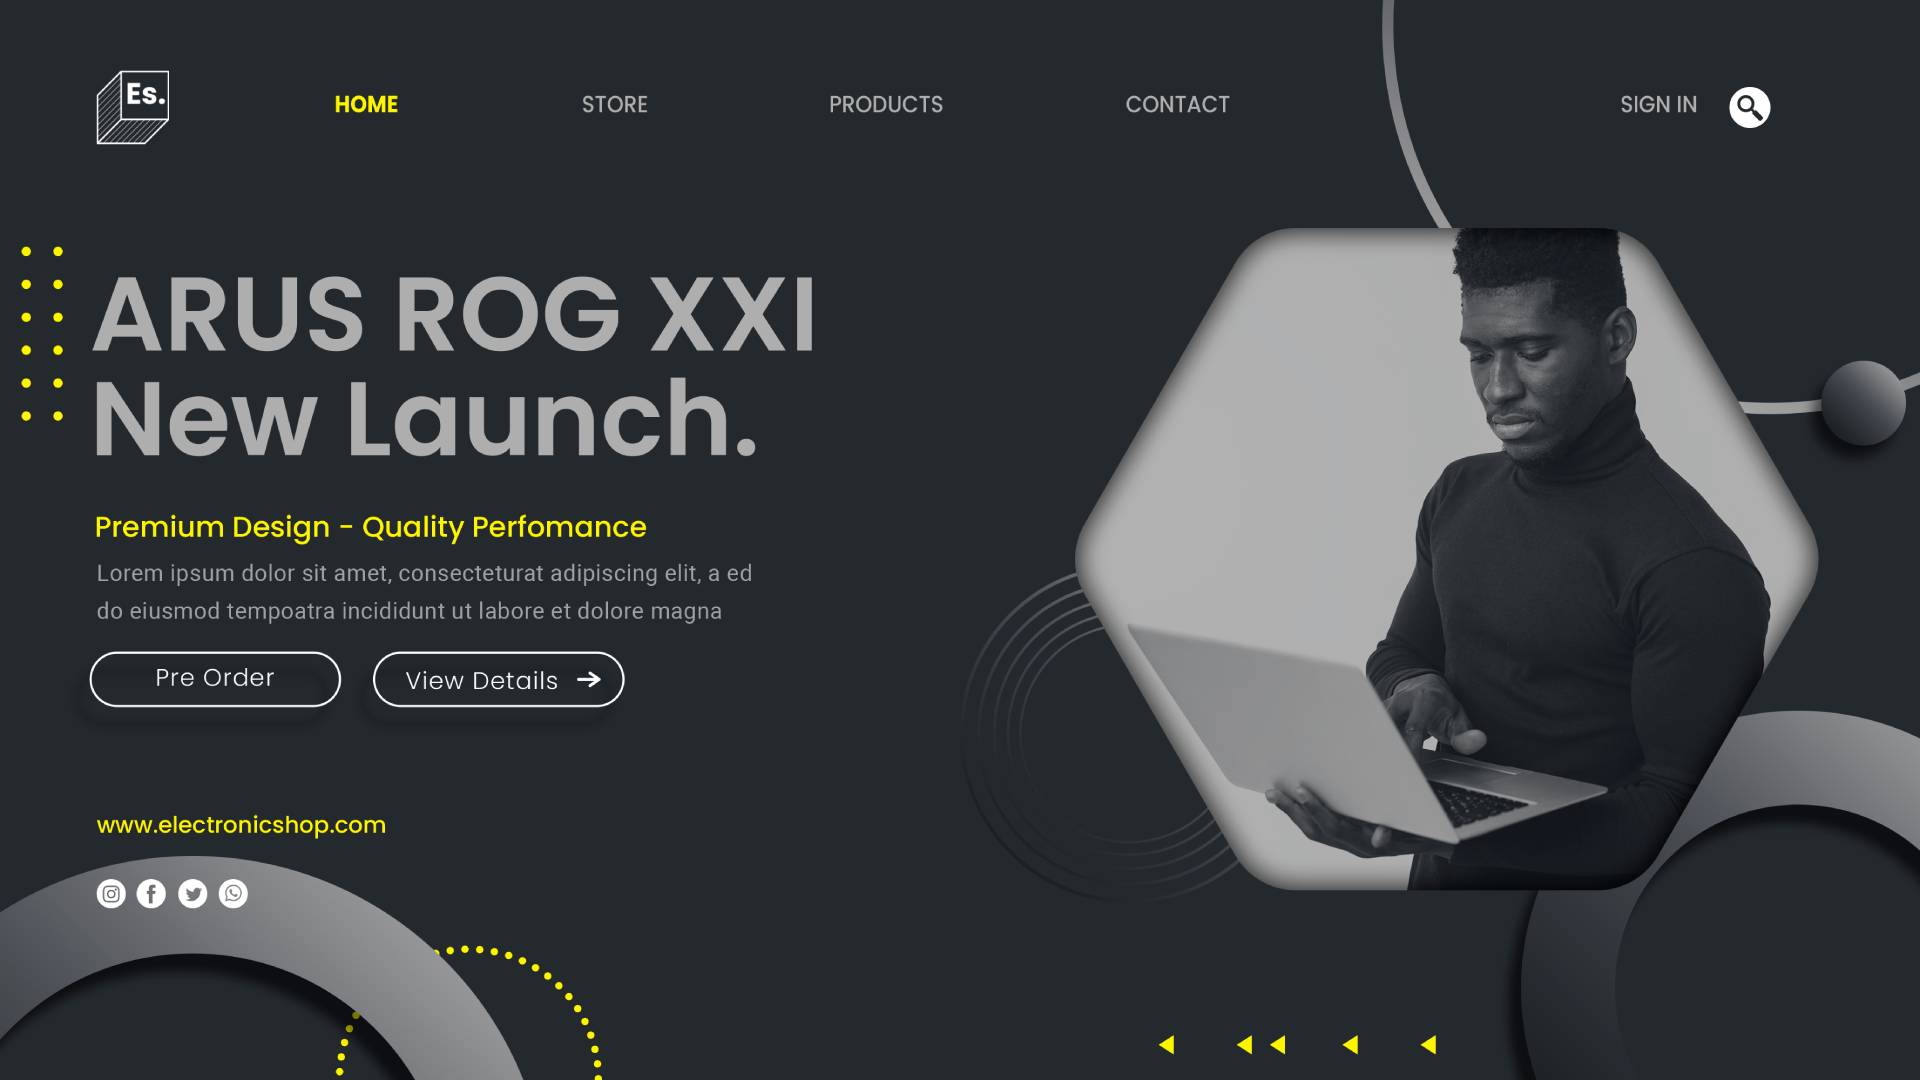 Es.
HOME
STORE
PRODUCTS
CONTACT
SIGN IN
ARUS ROG XXI
New Launch.
Premium Design - Quality Perfomance
Lorem ipsum dolor sit amet, consecteturat adipiscing elit, a ed
do eiusmod tempoatra incididunt ut labore et dolore magna
Pre Order
View Details
www.electronicshop.com